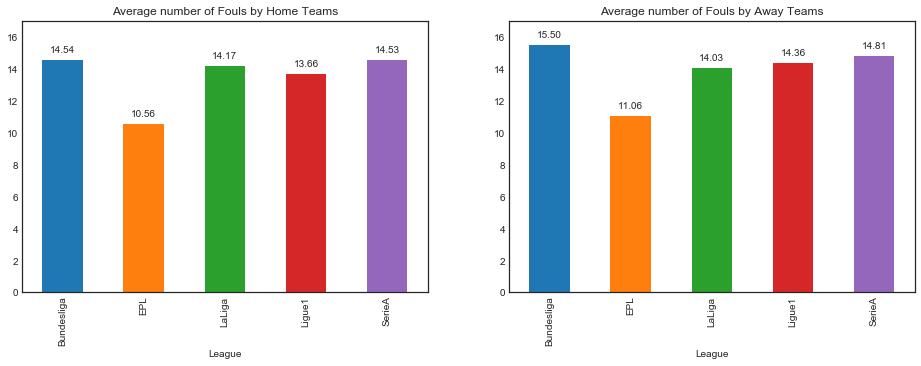 Average number of Fouls by Home Teams
16
14
12
10
8
6
4
2
0
14.54
10.56
14.17
13.66
14.53
Bundesliga
EPL
LaLiga
Ligue1
SerieA
League
Average number of Fouls by Away Teams
16
14
12
10
8
6
4
2
0
15.50
11.06
14.03
14.36
14.81
Bundesliga
EPL
LaLiga
Ligue1
SerieA
League